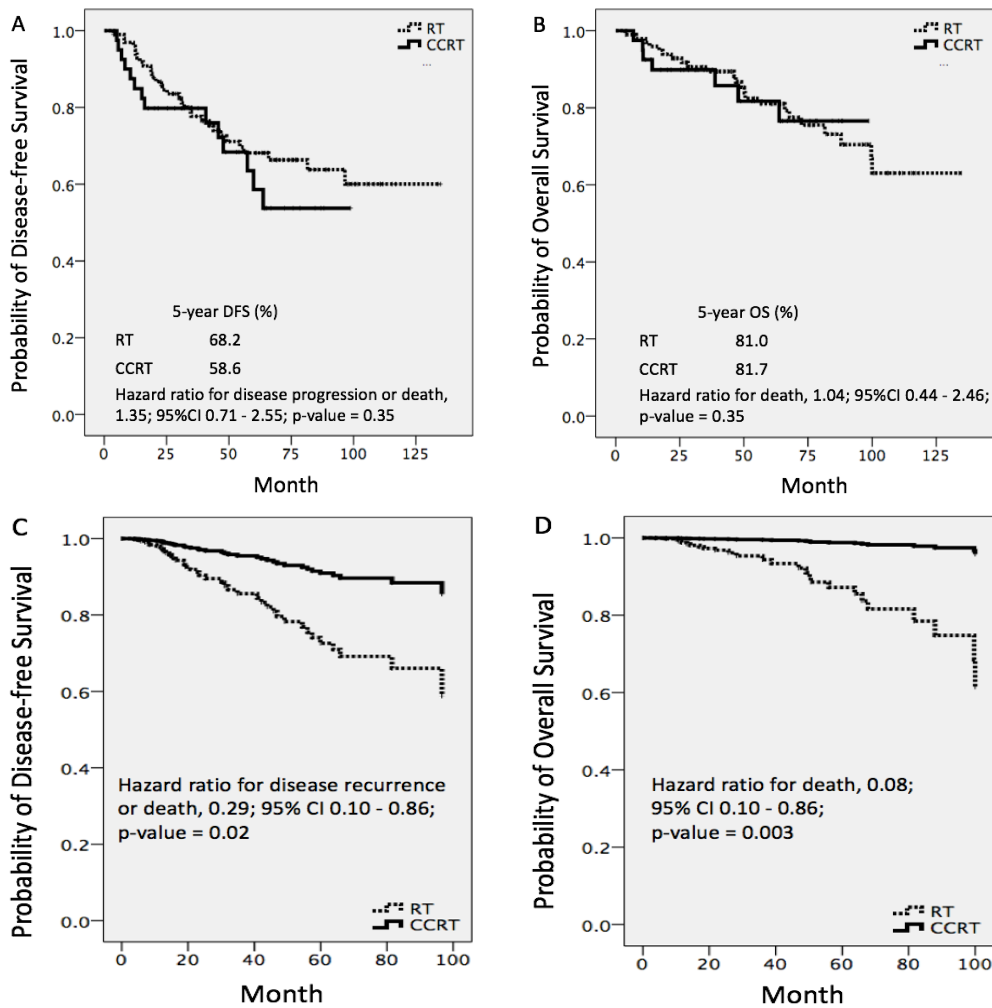 A
Probability of Disease-free Survival
1.0
0.8
0.6
0.4
0.2
0.0
RT
CCRT
...
5-year DFS (%)
RT 68.2
CCRT 58.6
Hazard ratio for disease progression or death,
1.35; 95%CI 0.71 - 2.55; p-value = 0.35
0 25 50 75 100 125
Month
B
Probability of Overall Survival
1.0
0.8
0.6
0.4
0.2
0.0
RT
CCRT
...
5-year OS (%)
RT 81.0
CCRT 81.7
Hazard ratio for death, 1.04; 95%CI 0.44 - 2.46;
p-value = 0.35
0 25 50 75 100 125
Month
C
Probability of Disease-free Survival
1.0
0.8
0.6
0.4
0.2
0.0
Hazard ratio for disease recurrence
or death, 0.29; 95% CI 0.10 - 0.86;
p-value = 0.02
RT
CCRT
0 20 40 60 80 100
Month
D
Probability of Overall Survival
1.0
0.8
0.6
0.4
0.2
0.0
Hazard ratio for death, 0.08;
95% CI 0.10 - 0.86;
p-value = 0.003
RT
CCRT
0 20 40 60 80 100
Month